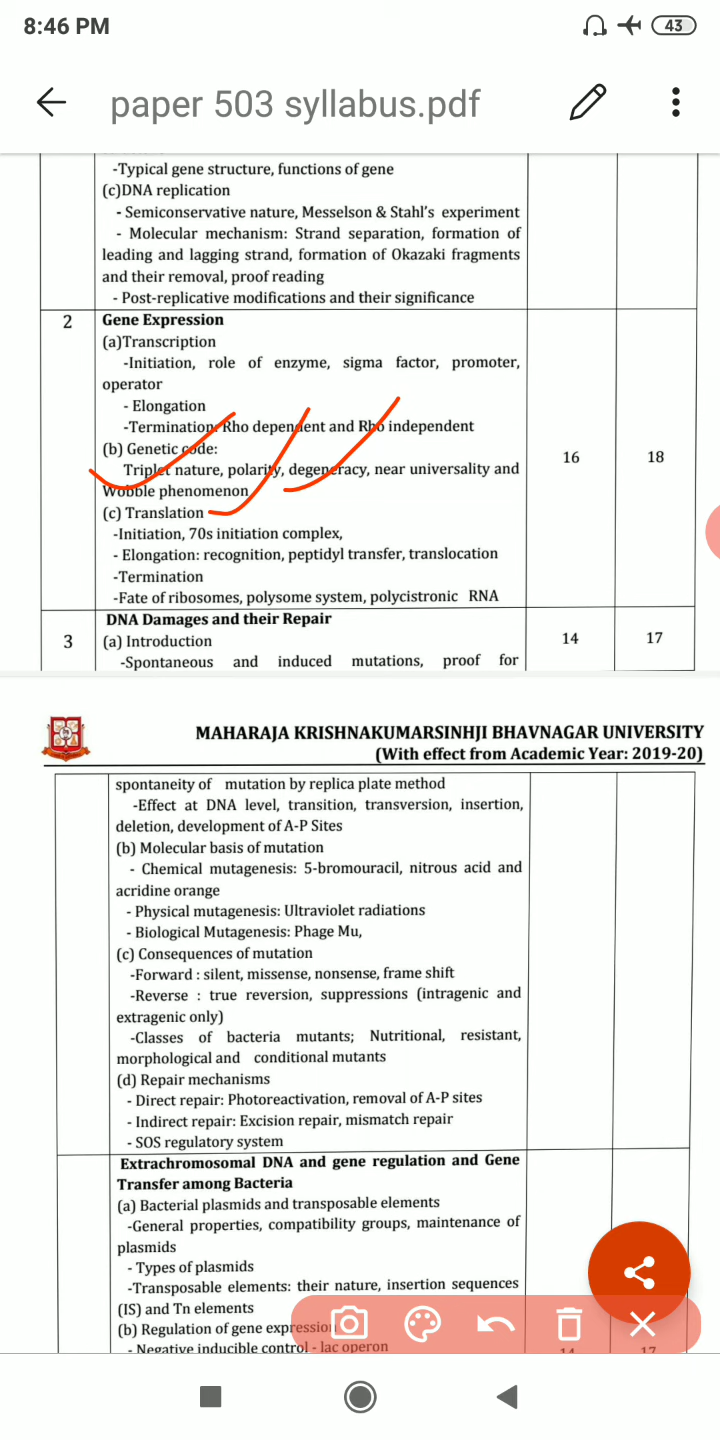 8:46 PM
43
paper 503 syllabus.pdf
-Typical gene structure, functions of gene
(c)DNA replication
- Semiconservative nature, Messelson & Stahl's experiment
- Molecular mechanism: Strand separation, formation of
leading and lagging strand, formation of Okazaki fragments
and their removal, proof reading
- Post-replicative modifications and their significance
2
Gene Expression
(a)Transcription
-Initiation, role of enzyme, sigma factor, promoter,
operator
- Elongation
-Termination: Rho dependent and Rho independent
(b) Genetic code:
Triplet nature, polarity, degeneracy, near universality and
Wobble phenomenon
(c) Translation
-Initiation, 70s initiation complex,
- Elongation: recognition, peptidyl transfer, translocation
-Termination
-Fate of ribosomes, polysome system, polycistronic RNA
16
18
3
DNA Damages and their Repair
(a) Introduction
-Spontaneous and induced mutations, proof for
14
17
MAHARAJA KRISHNAKUMARSINHJI BHAVNAGAR UNIVERSITY
(With effect from Academic Year: 2019-20)
spontaneity of mutation by replica plate method
-Effect at DNA level, transition, transversion, insertion,
deletion, development of A-P Sites
(b) Molecular basis of mutation
- Chemical mutagenesis: 5-bromouracil, nitrous acid and
acridine orange
- Physical mutagenesis: Ultraviolet radiations
- Biological Mutagenesis: Phage Mu,
(c) Consequences of mutation
-Forward : silent, missense, nonsense, frame shift
-Reverse : true reversion, suppressions (intragenic and
extragenic only)
-Classes of bacteria mutants; Nutritional, resistant,
morphological and conditional mutants
(d) Repair mechanisms
- Direct repair: Photoreactivation, removal of A-P sites
- Indirect repair: Excision repair, mismatch repair
- SOS regulatory system
Extrachromosomal DNA and gene regulation and Gene
Transfer among Bacteria
(a) Bacterial plasmids and transposable elements
-General properties, compatibility groups, maintenance of
plasmids
- Types of plasmids
-Transposable elements: their nature, insertion sequences
(IS) and Tn elements
(b) Regulation of gene expression
- Negative inducible control - lac operon
14
17